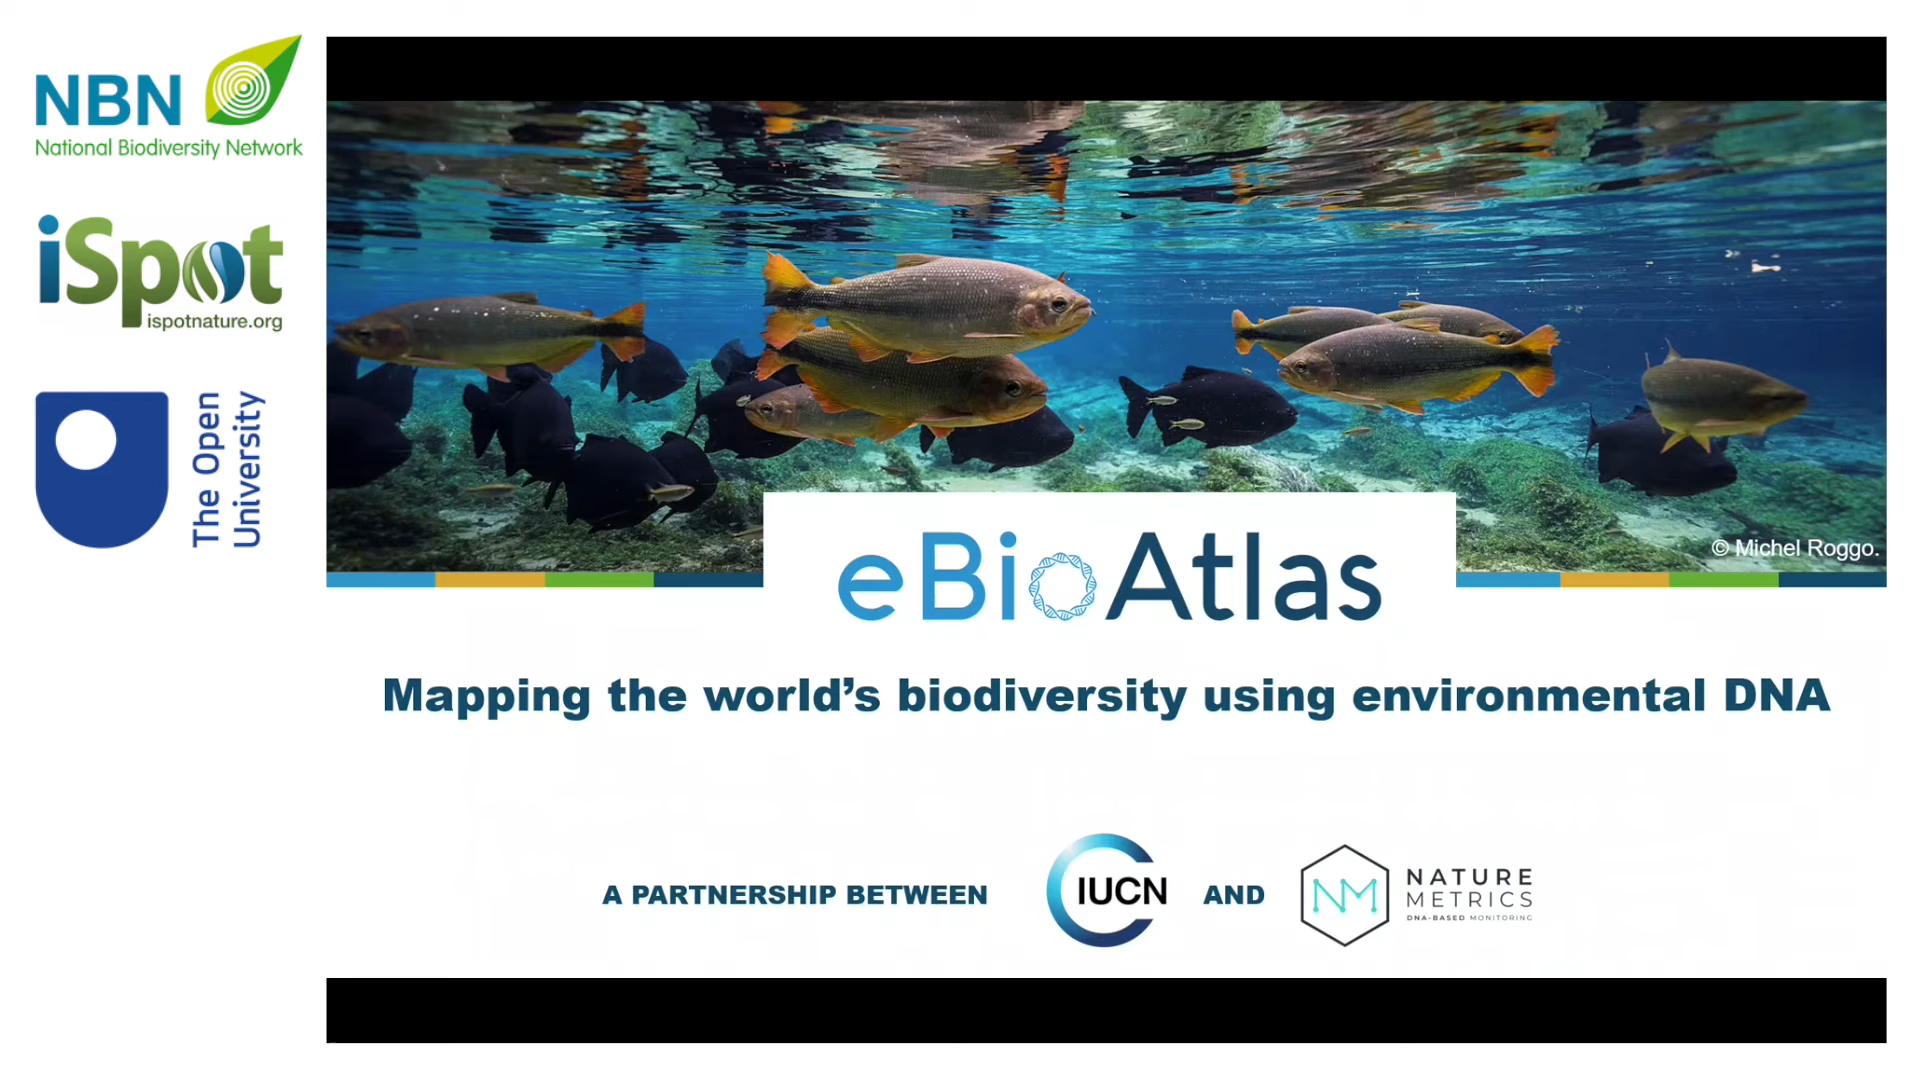 NBN
National Biodiversity Network
iSpot
ispotnature.org
The Open
University
© Michel Roggo.
eBioAtlas
Mapping the world’s biodiversity using environmental DNA
A PARTNERSHIP BETWEEN
IUCN
AND
NM
NATURE
METRICS
DNA-BASED MONITORING